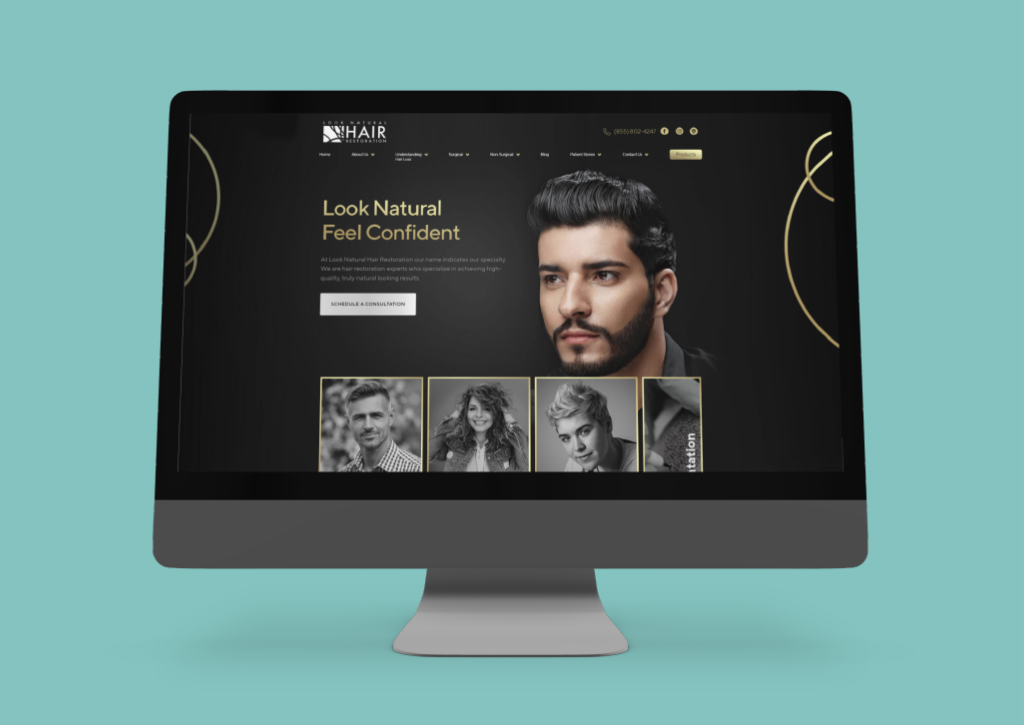 LOOK NATURAL
HAIR
RESTORATION
(855) 802-4247
Home
About Us
Understanding
Hair Loss
Surgical
Non-Surgical
Blog
Patient Stories
Contact Us
Products
Look Natural
Feel Confident
At Look Natural Hair Restoration our name indicates our specialty.
We are hair restoration experts who specialize in achieving high-
quality, truly natural looking results.
SCHEDULE A CONSULTATION